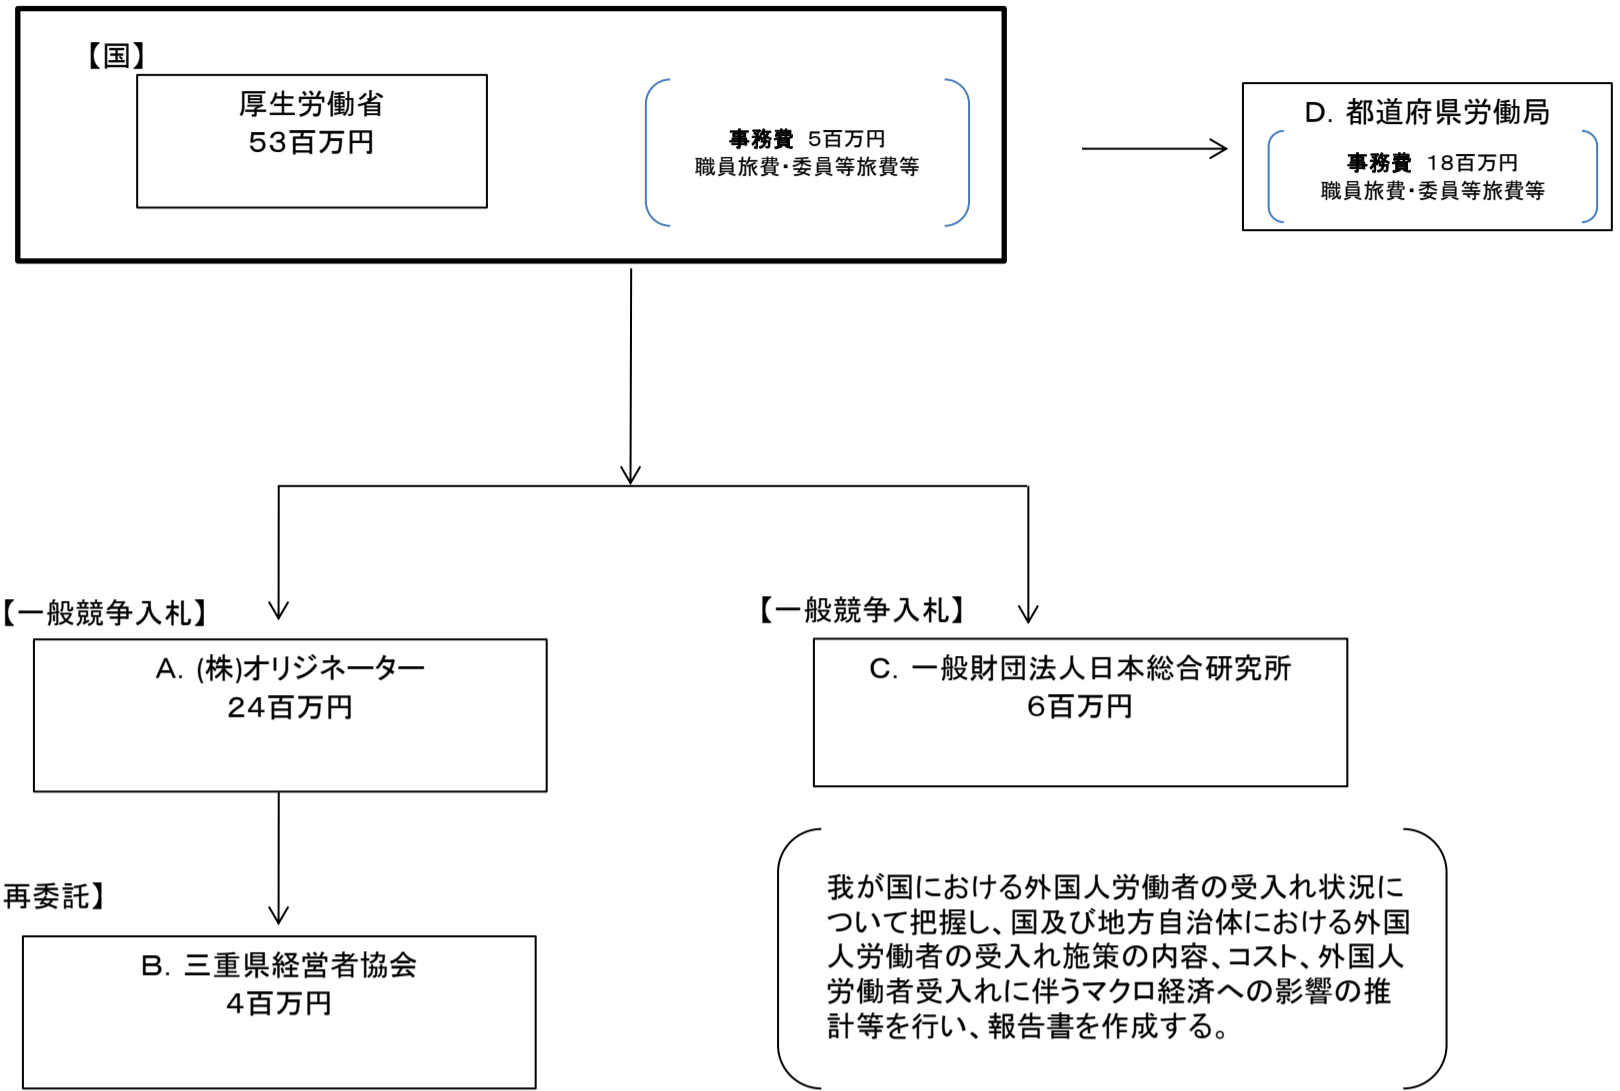 【国】
厚生労働省
53百万円
事務費 5百万円
職員旅費・委員等旅費等
D. 都道府県労働局
事務費 18百万円
職員旅費・委員等旅費等
【一般競争入札】
A. (株)オリジネーター
24百万円
【一般競争入札】
C. 一般財団法人日本総合研究所
6百万円
再委託】
B. 三重県経営者協会
4百万円
我が国における外国人労働者の受入れ状況に
ついて把握し、国及び地方自治体における外国
人労働者の受入れ施策の内容、コスト、外国人
労働者受入れに伴うマクロ経済への影響の推
計等を行い、報告書を作成する。